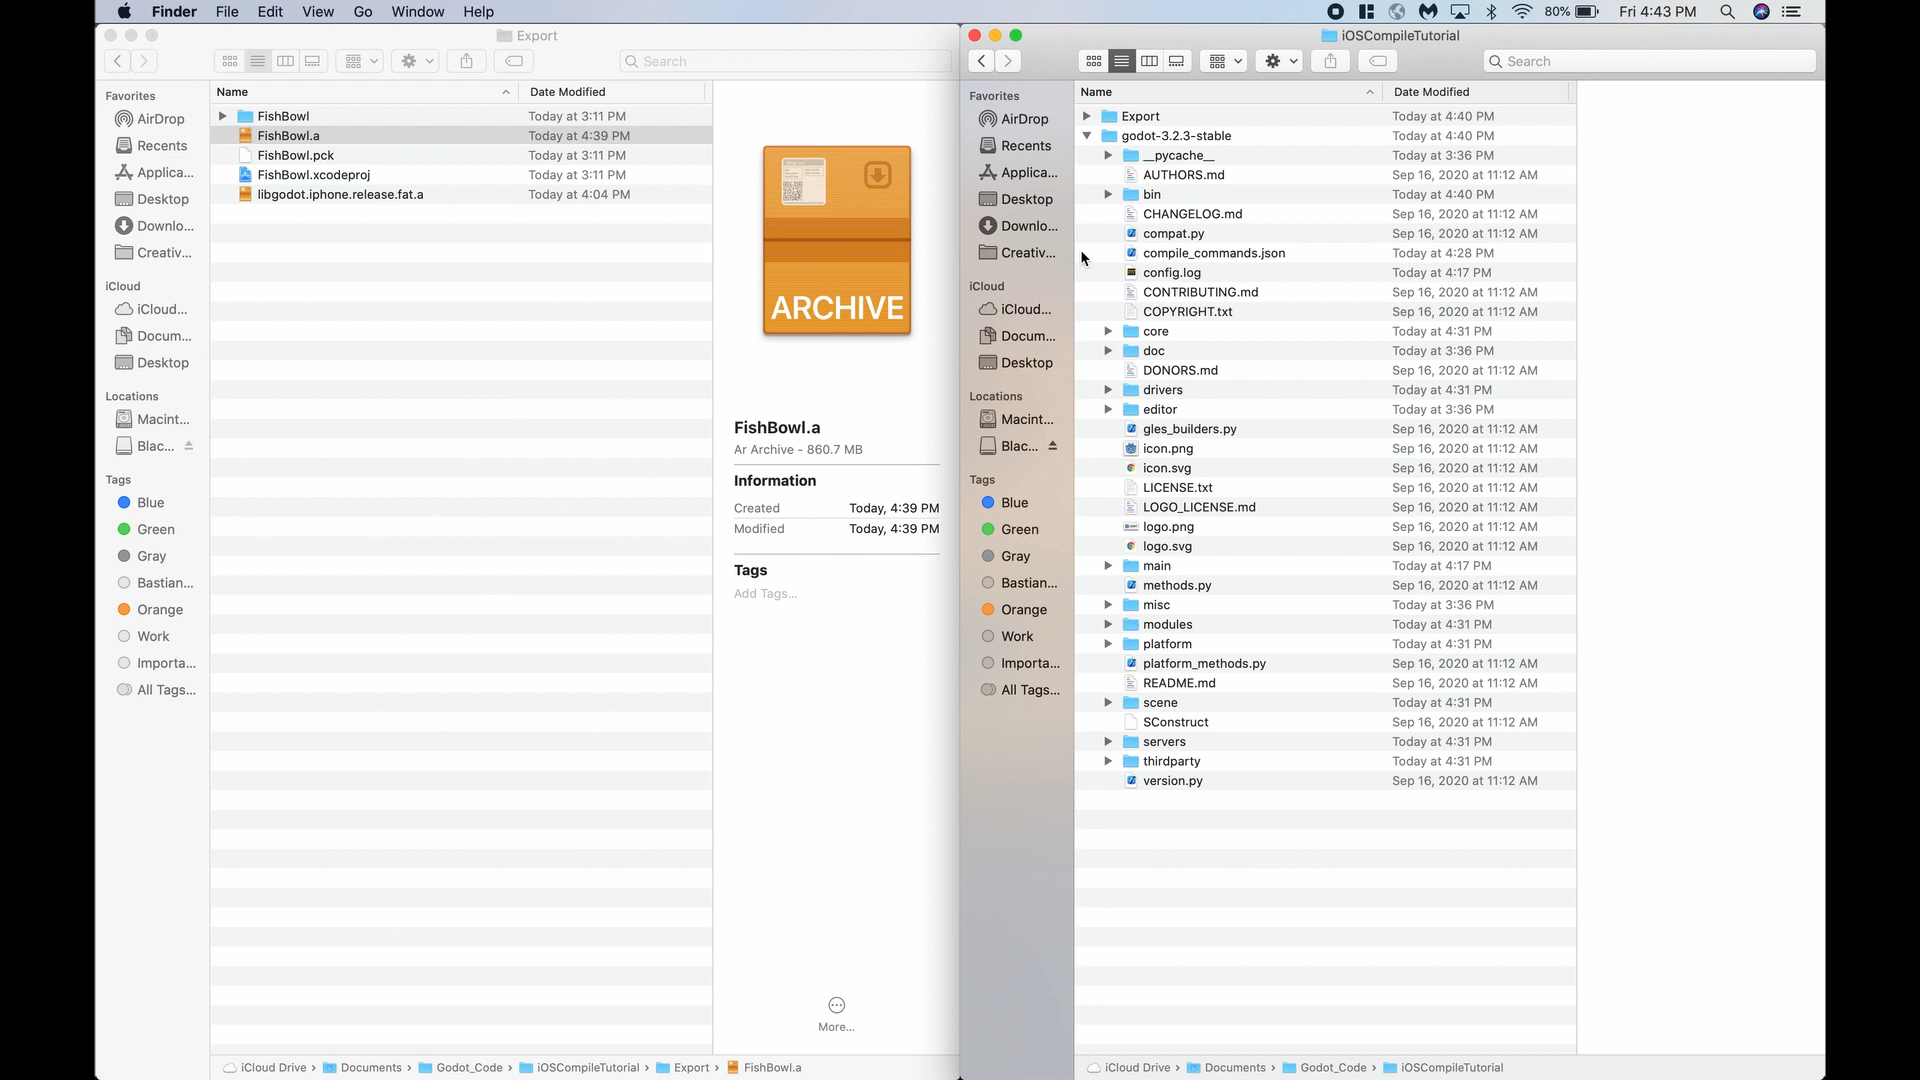 Finder File Edit View Go Window Help 80% Fri 4:43 PM
Export
Search
Favorites
AirDrop
Recents
Applica...
Desktop
Downlo...
Creativ...
iCloud
iCloud...
Docum...
Desktop
Locations
Macint...
Blac...
Tags
Blue
Green
Gray
Bastian...
Orange
Work
Importa...
All Tags...
Name Date Modified
FishBowl Today at 3:11 PM
FishBowl.a Today at 4:39 PM
FishBowl.pck Today at 3:11 PM
FishBowl.xcodeproj Today at 3:11 PM
libgodot.iphone.release.fat.a Today at 4:04 PM
ARCHIVE
FishBowl.a
Ar Archive - 860.7 MB
Information
Created Today, 4:39 PM
Modified Today, 4:39 PM
Tags
Add Tags...
More...
iCloud Drive › Documents › Godot_Code › iOSCompileTutorial › Export › FishBowl.a
iOSCompileTutorial
Search
Favorites
AirDrop
Recents
Applica...
Desktop
Downlo...
Creativ...
iCloud
iCloud...
Docum...
Desktop
Locations
Macint...
Blac...
Tags
Blue
Green
Gray
Bastian...
Orange
Work
Importa...
All Tags...
Name Date Modified
Export Today at 4:40 PM
godot-3.2.3-stable Today at 4:40 PM
__pycache__ Today at 3:36 PM
AUTHORS.md Sep 16, 2020 at 11:12 AM
bin Today at 4:40 PM
CHANGELOG.md Sep 16, 2020 at 11:12 AM
compat.py Sep 16, 2020 at 11:12 AM
compile_commands.json Today at 4:28 PM
config.log Today at 4:17 PM
CONTRIBUTING.md Sep 16, 2020 at 11:12 AM
COPYRIGHT.txt Sep 16, 2020 at 11:12 AM
core Today at 4:31 PM
doc Today at 3:36 PM
DONORS.md Sep 16, 2020 at 11:12 AM
drivers Today at 4:31 PM
editor Today at 3:36 PM
gles_builders.py Sep 16, 2020 at 11:12 AM
icon.png Sep 16, 2020 at 11:12 AM
icon.svg Sep 16, 2020 at 11:12 AM
LICENSE.txt Sep 16, 2020 at 11:12 AM
LOGO_LICENSE.md Sep 16, 2020 at 11:12 AM
logo.png Sep 16, 2020 at 11:12 AM
logo.svg Sep 16, 2020 at 11:12 AM
main Today at 4:17 PM
methods.py Sep 16, 2020 at 11:12 AM
misc Today at 3:36 PM
modules Today at 4:31 PM
platform Today at 4:31 PM
platform_methods.py Sep 16, 2020 at 11:12 AM
README.md Sep 16, 2020 at 11:12 AM
scene Today at 4:31 PM
SConstruct Sep 16, 2020 at 11:12 AM
servers Today at 4:31 PM
thirdparty Today at 4:31 PM
version.py Sep 16, 2020 at 11:12 AM
iCloud Drive › Documents › Godot_Code › iOSCompileTutorial